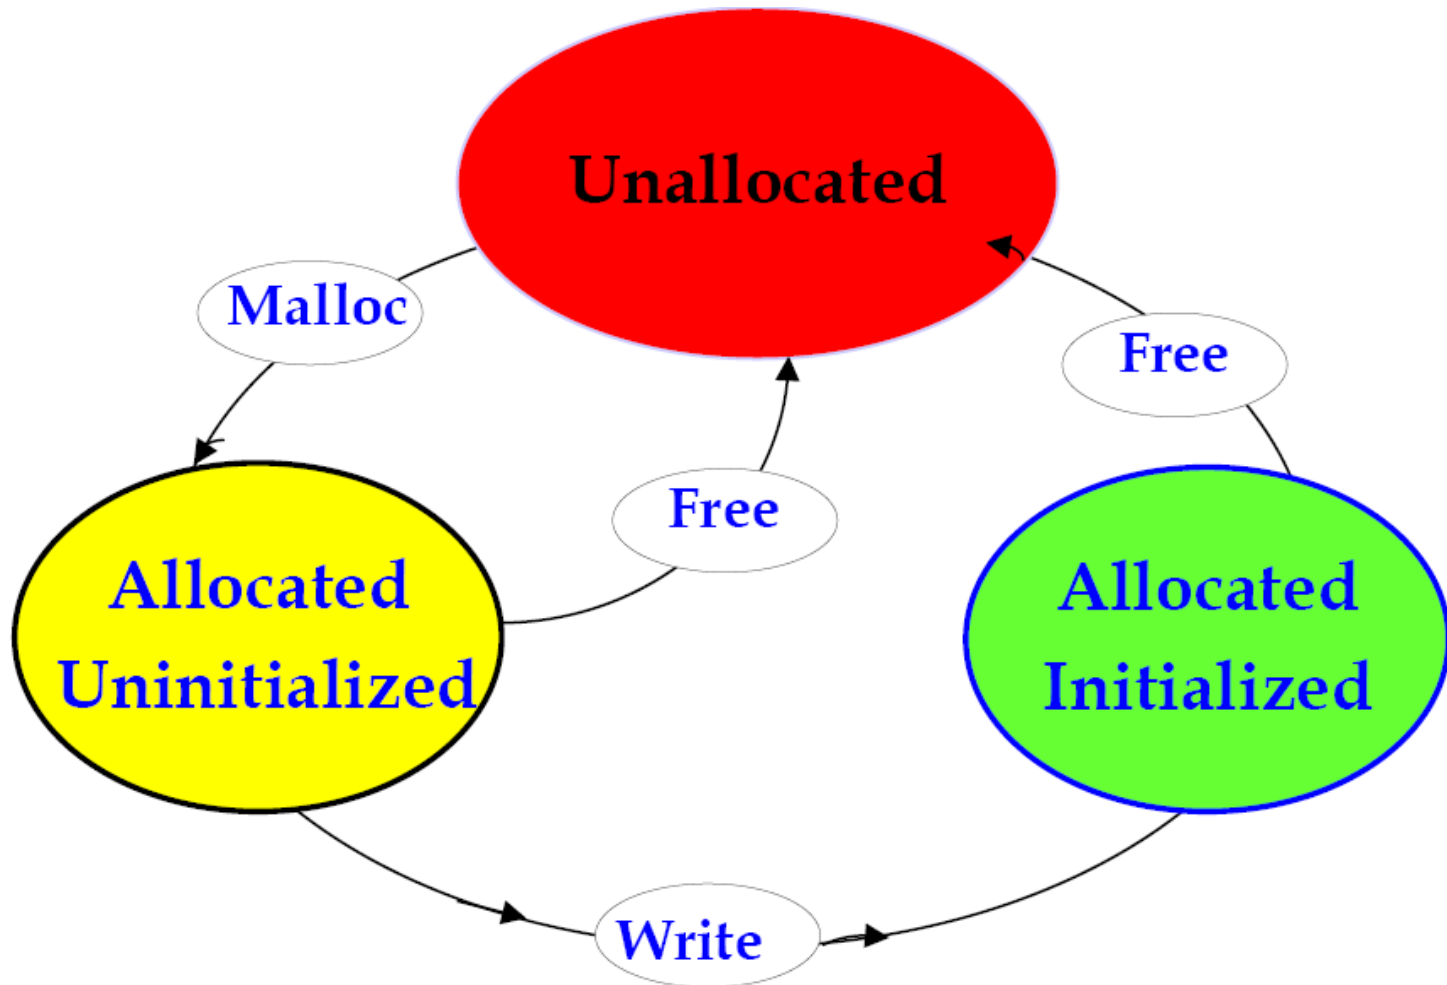 Unallocated
Malloc
Free
Free
Allocated
Uninitialized
Allocated
Initialized
Write